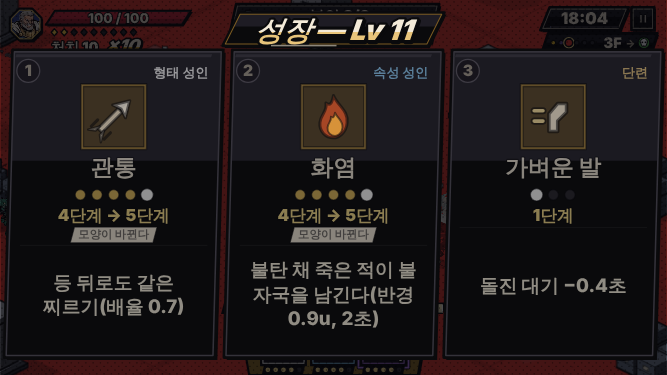 100 / 100
처치 10 x10
성장 — Lv 11
18:04
3F →
1
형태 성인
관통
4단계 → 5단계
모양이 바뀐다
등 뒤로도 같은
찌르기(배율 0.7)
2
속성 성인
화염
4단계 → 5단계
모양이 바뀐다
불탄 채 죽은 적이 불
자국을 남긴다(반경
0.9u, 2초)
3
단련
가벼운 발
1단계
돌진 대기 −0.4초